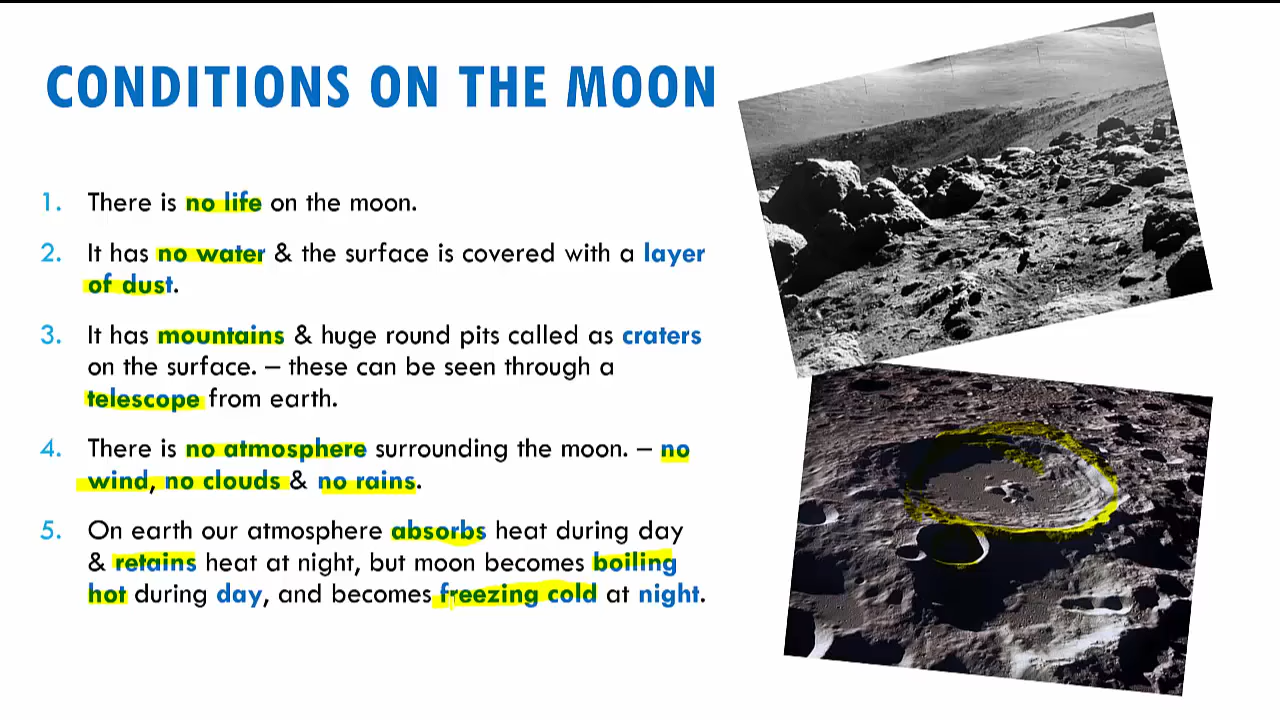 CONDITIONS ON THE MOON
1. There is no life on the moon.
2. It has no water & the surface is covered with a layer
of dust.
3. It has mountains & huge round pits called as craters
on the surface. – these can be seen through a
telescope from earth.
4. There is no atmosphere surrounding the moon. – no
wind, no clouds & no rains.
5. On earth our atmosphere absorbs heat during day
& retains heat at night, but moon becomes boiling
hot during day, and becomes freezing cold at night.